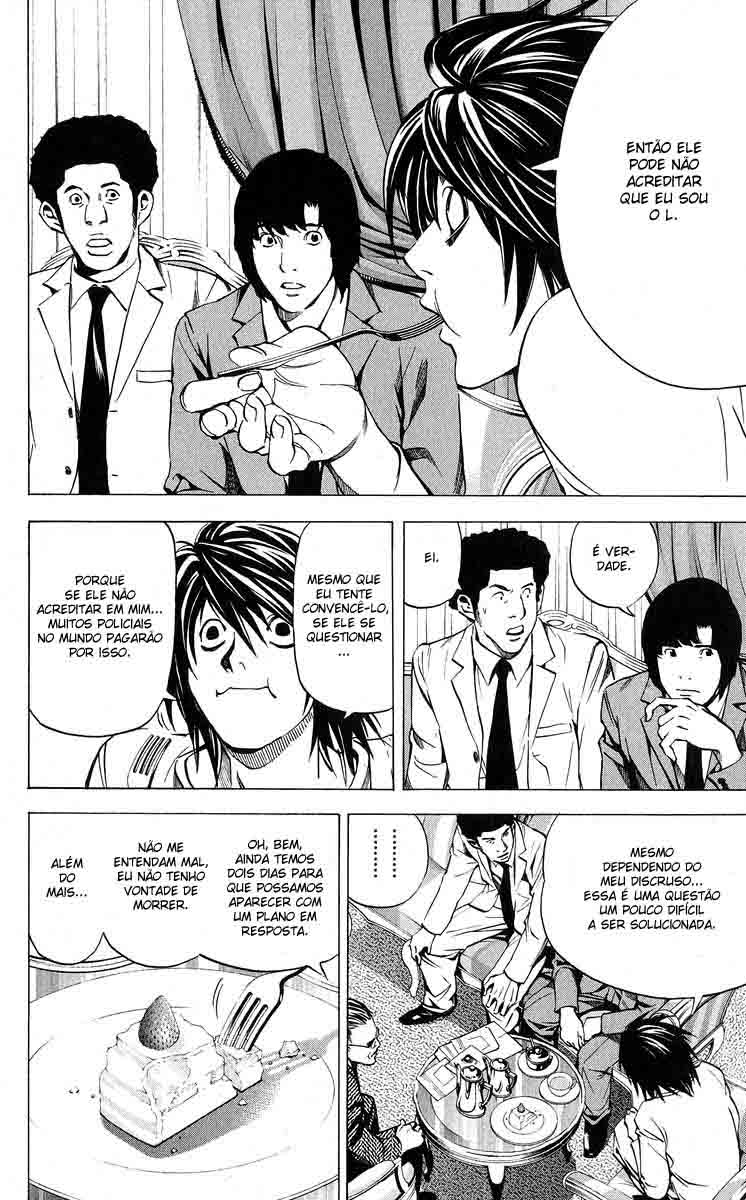 ENTÃO ELE
PODE NÃO
ACREDITAR
QUE EU SOU
O L.
É VER-
DADE.
EI.
MESMO QUE
EU TENTE
CONVENCÊ-LO,
SE ELE SE
QUESTIONAR
...
PORQUE
SE ELE NÃO
ACREDITAR EM MIM...
MUITOS POLICIAIS
NO MUNDO PAGARÃO
POR ISSO.
MESMO
DEPENDENDO DO
MEU DISCRUSO...
ESSA É UMA QUESTÃO
UM POUCO DIFÍCIL
A SER SOLUCIONADA.
......
OH, BEM,
AINDA TEMOS
DOIS DIAS PARA
QUE POSSAMOS
APARECER COM
UM PLANO EM
RESPOSTA.
NÃO ME
ENTENDAM MAL,
EU NÃO TENHO
VONTADE DE
MORRER.
ALÉM
DO
MAIS...